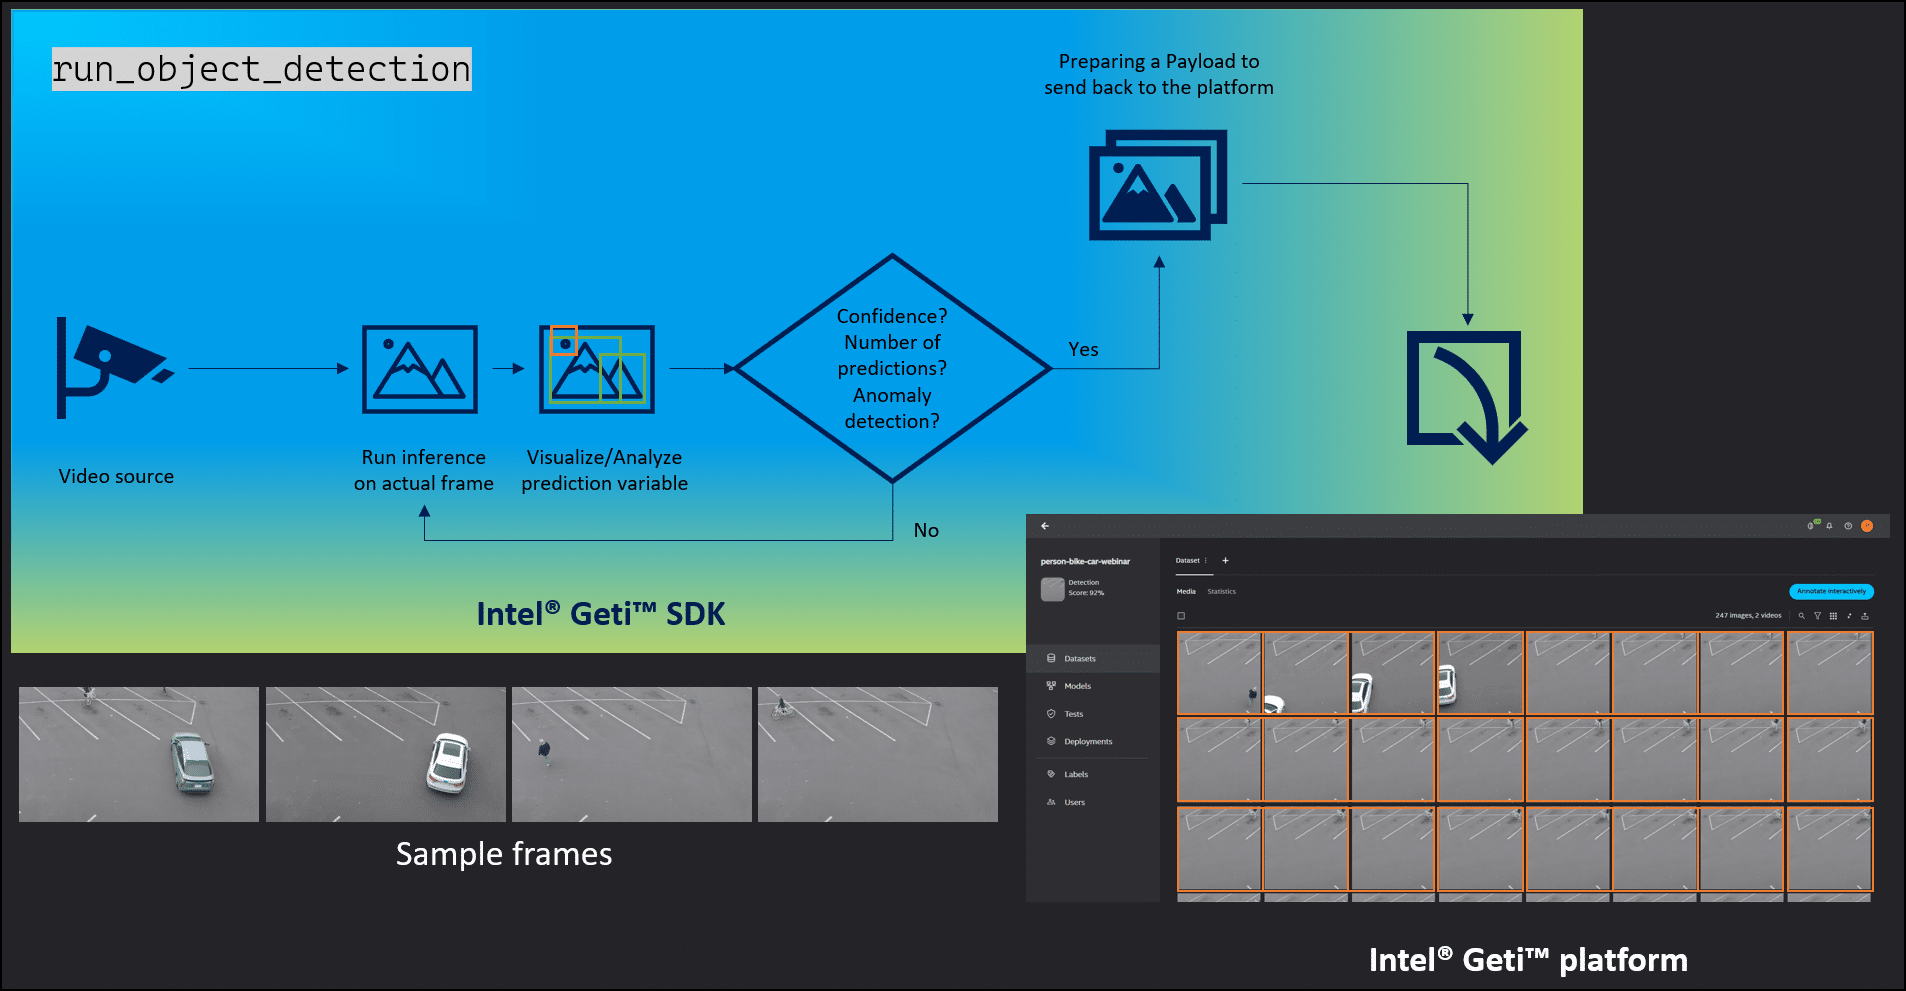 run_object_detection
Preparing a Payload to
send back to the platform
Confidence?
Number of
predictions?
Anomaly
detection?
Yes
Video source
Run inference
on actual frame
Visualize/Analyze
prediction variable
No
Intel® Geti™ SDK
Sample frames
person-bike-car-webinar
Detection
Score: 92%
Datasets
Models
Tests
Deployments
Labels
Users
Dataset
Media
Statistics
Annotate interactively
247 images, 2 videos
Intel® Geti™ platform